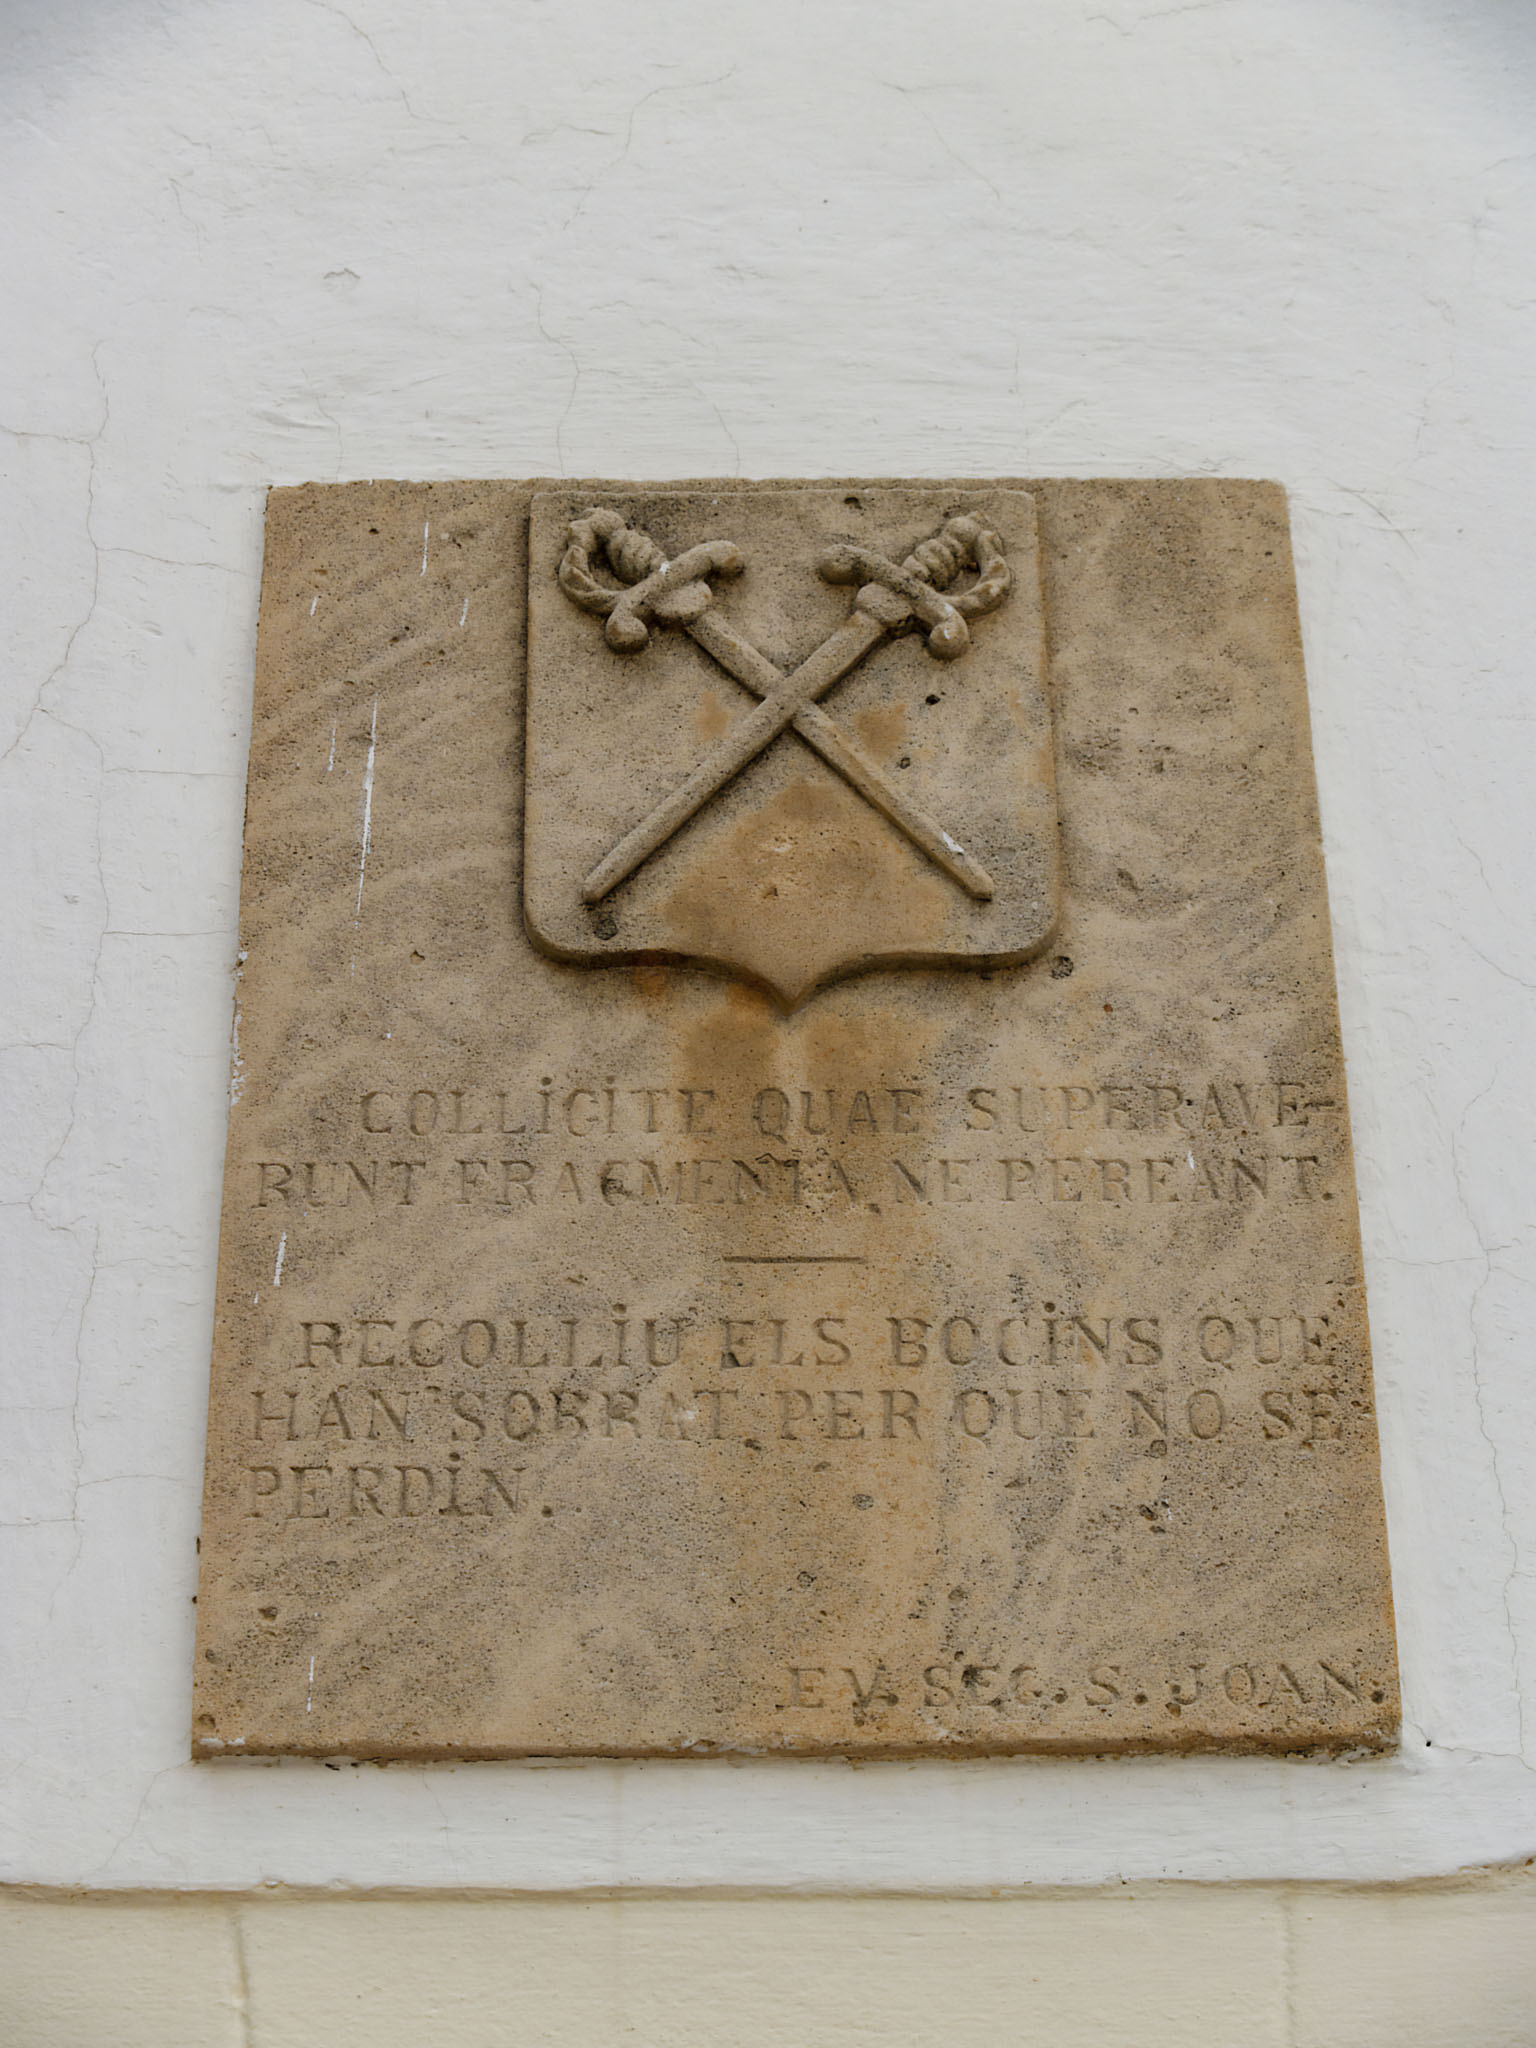 COLLiGiTE QUAE SUPERAVE-
RUNT FRAGMENTA, NE PEREANT.
RECOLLiU ELS BOCiNS QUE
HAN SOBRAT PER QUE NO SE
PERDiN.
EV. SEG. S. JOAN.